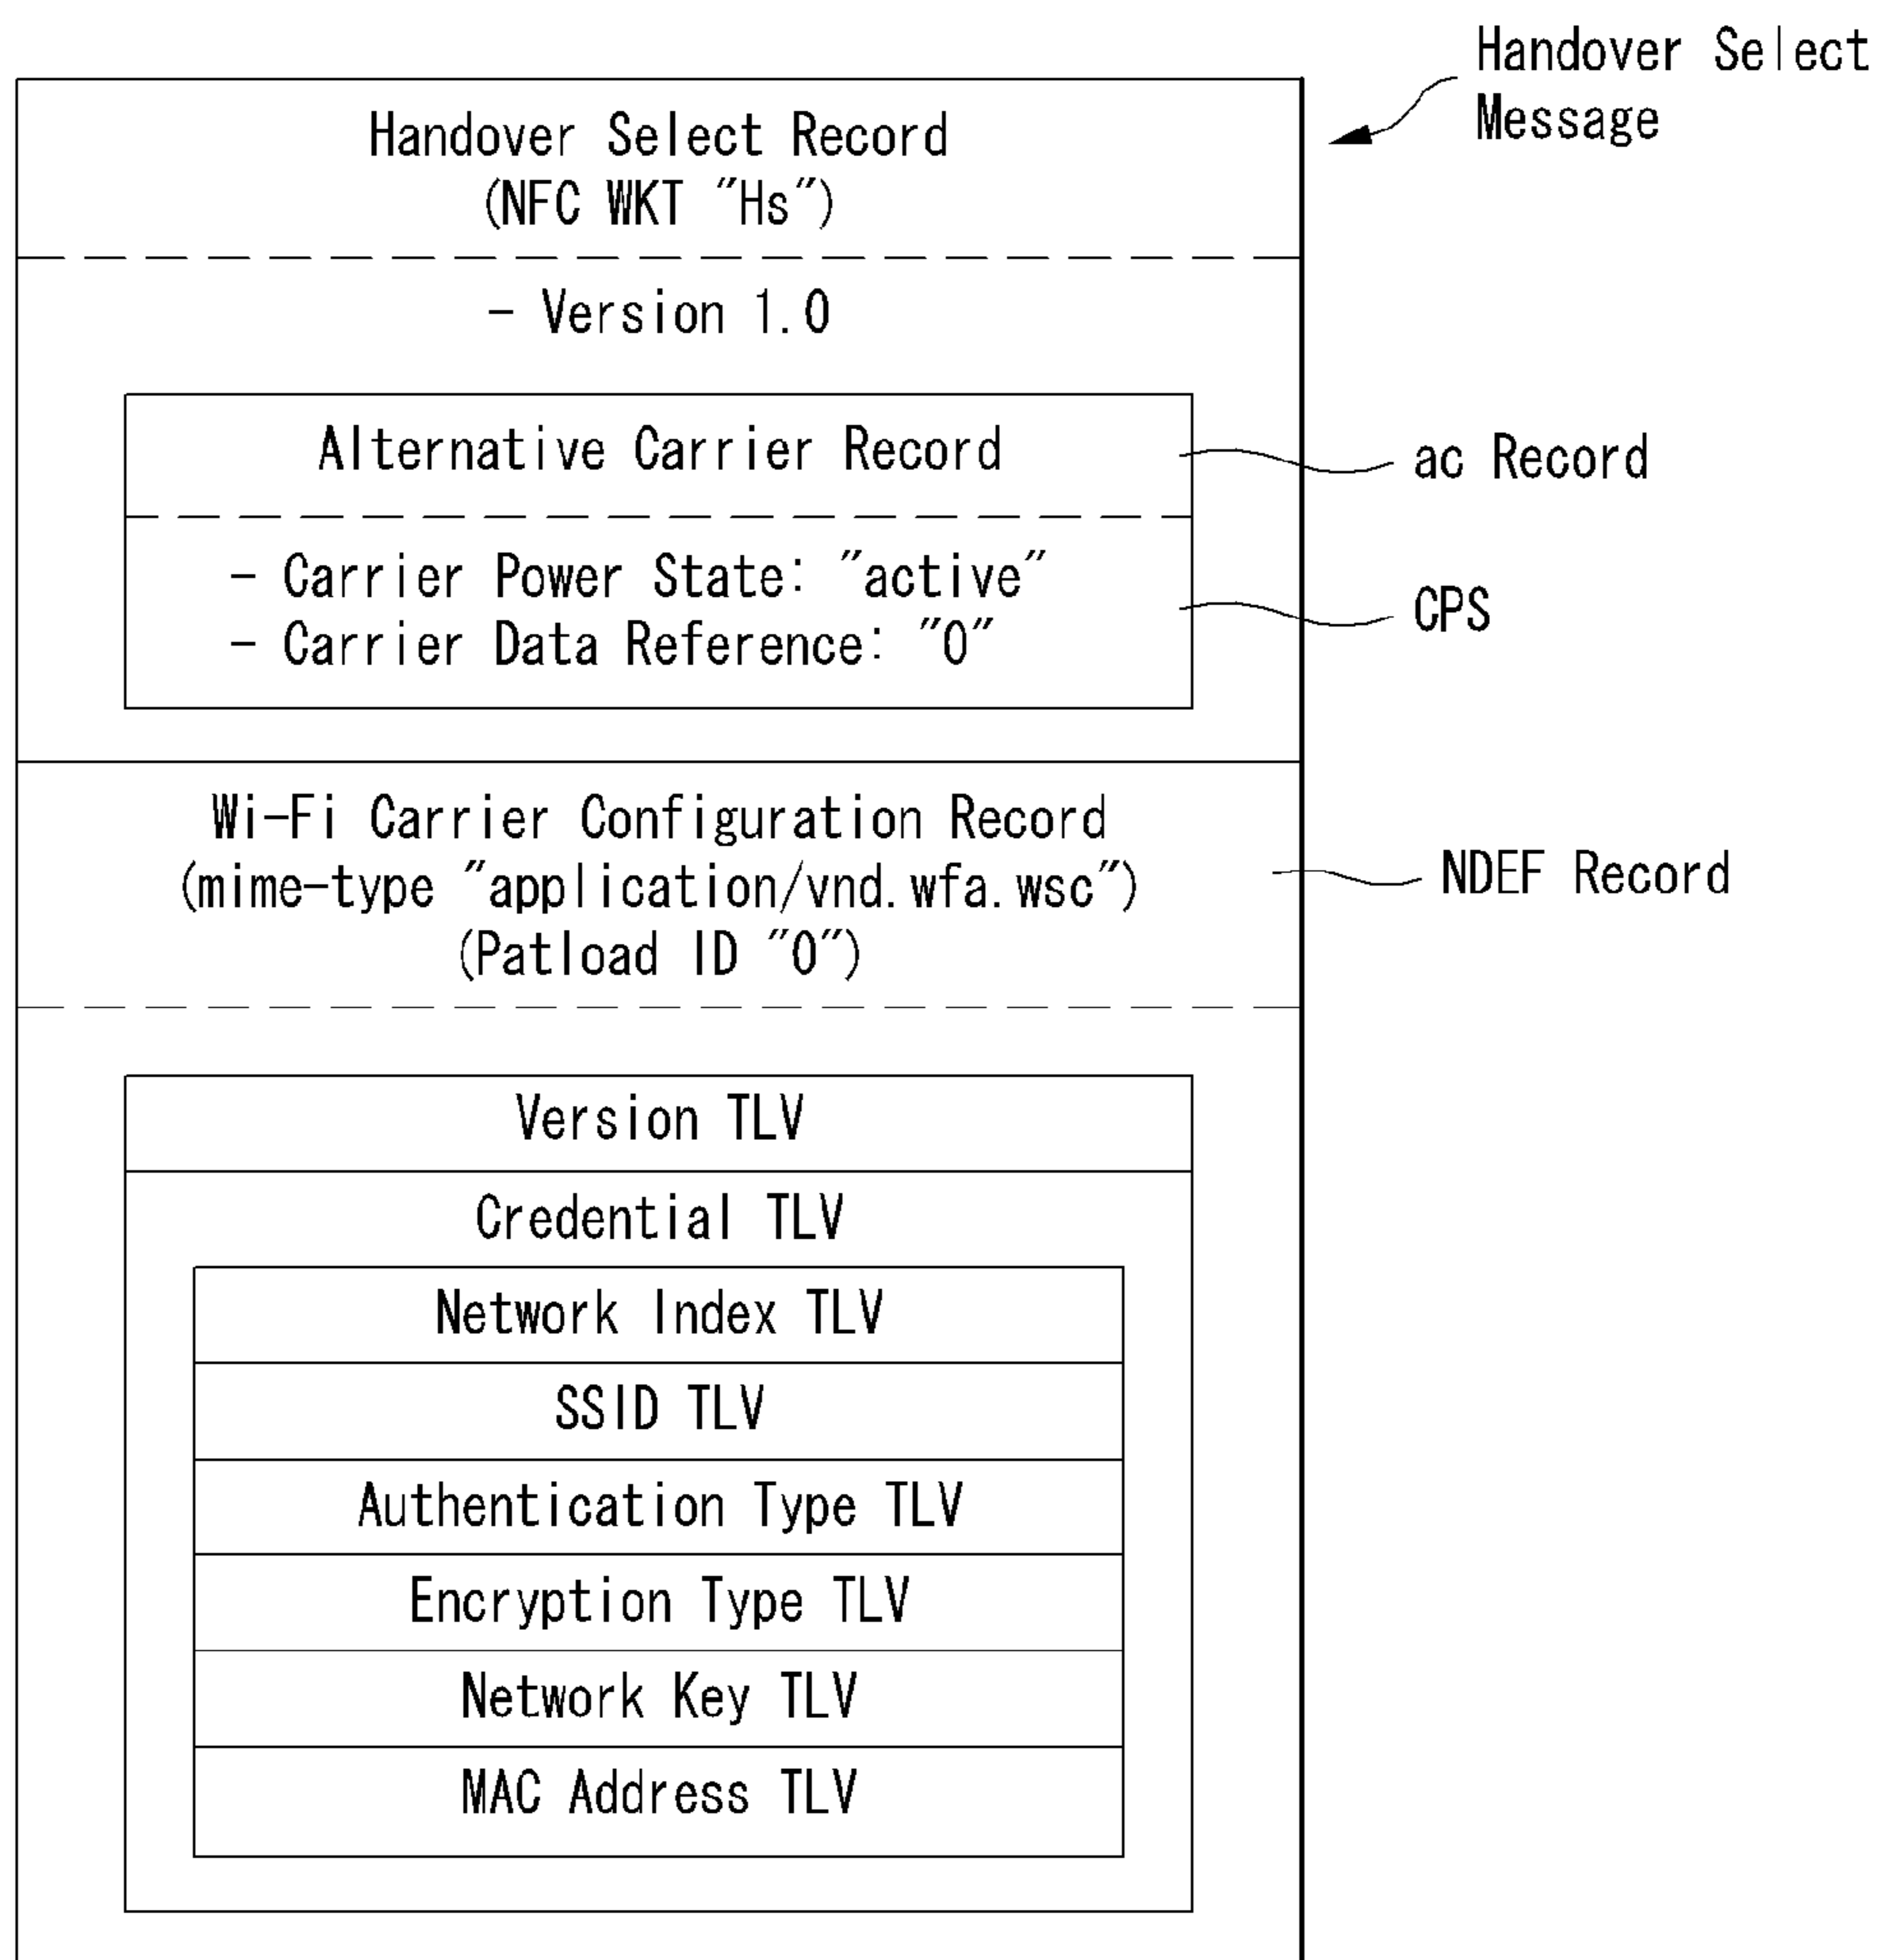 Handover Select
Message
Handover Select Record
(NFC WKT "Hs")
- Version 1.0
Alternative Carrier Record
ac Record
- Carrier Power State: "active"
- Carrier Data Reference: "0"
CPS
Wi-Fi Carrier Configuration Record
(mime-type "application/vnd.wfa.wsc")
(Patload ID "0")
NDEF Record
Version TLV
Credential TLV
Network Index TLV
SSID TLV
Authentication Type TLV
Encryption Type TLV
Network Key TLV
MAC Address TLV